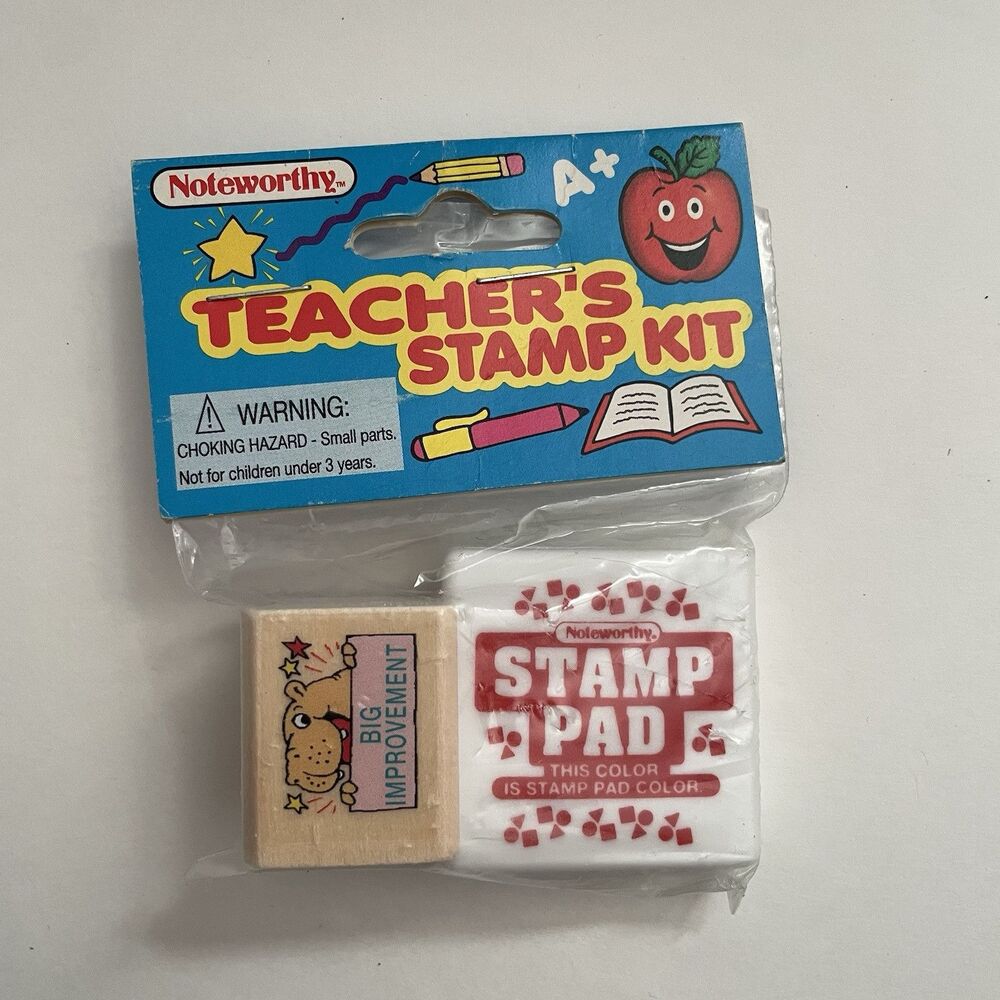 Noteworthy™
A+
TEACHER'S
STAMP KIT
WARNING:
CHOKING HAZARD - Small parts.
Not for children under 3 years.
BIG
IMPROVEMENT
Noteworthy®
STAMP
PAD
THIS COLOR
IS STAMP PAD COLOR.